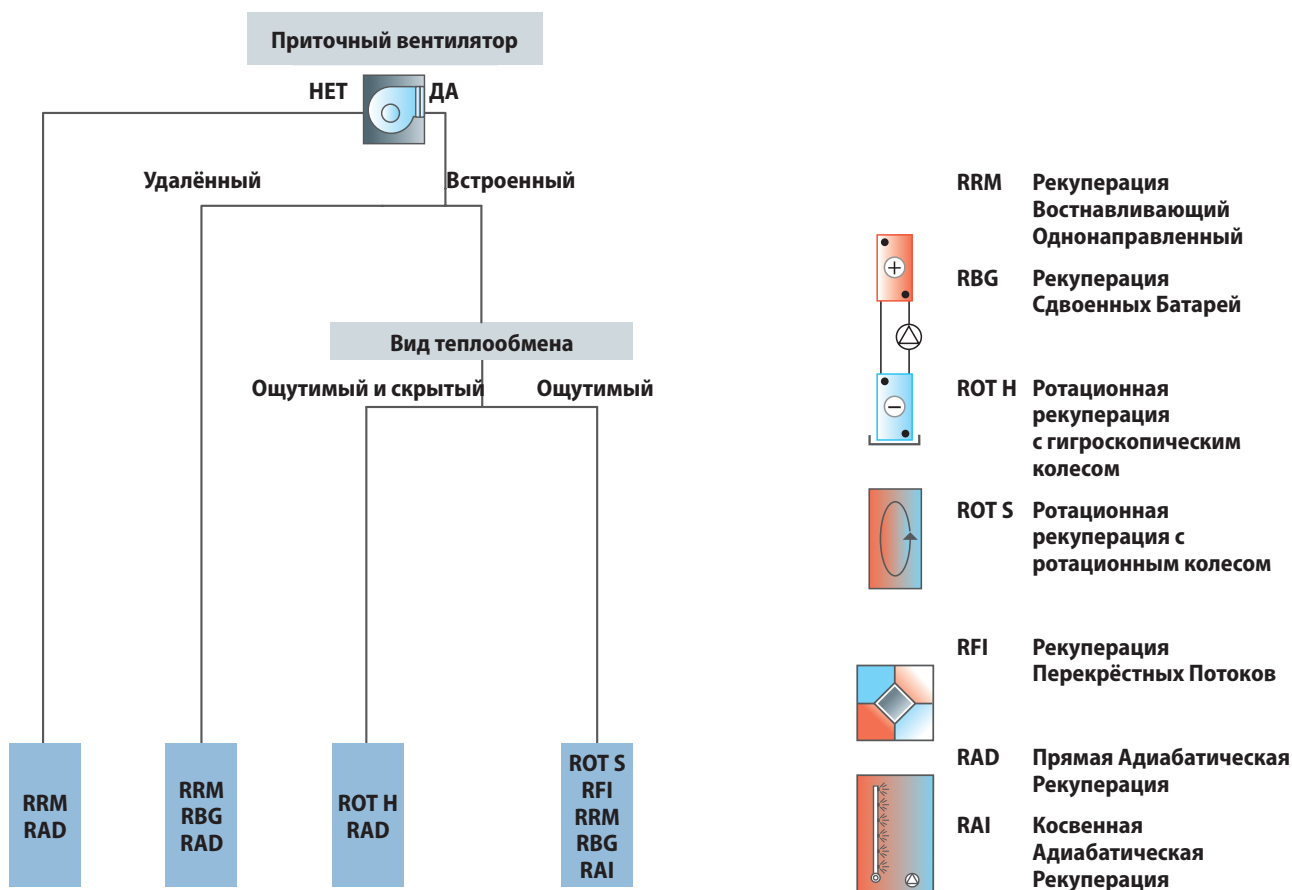 Приточный вентилятор
НЕТ
ДА
Удалённый
Встроенный
Вид теплообмена
Ощутимый и скрытый
Ощутимый
RRM
RAD
RRM
RBG
RAD
ROT H
RAD
ROT S
RFI
RRM
RBG
RAI
RRM Рекуперация
Востнавливающий
Однонаправленный
RBG Рекуперация
Сдвоенных Батарей
ROT H Ротационная
рекуперация
с гигроскопическим
колесом
ROT S Ротационная
рекуперация с
ротационным колесом
RFI Рекуперация
Перекрёстных Потоков
RAD Прямая Адиабатическая
Рекуперация
RAI Косвенная
Адиабатическая
Рекуперация